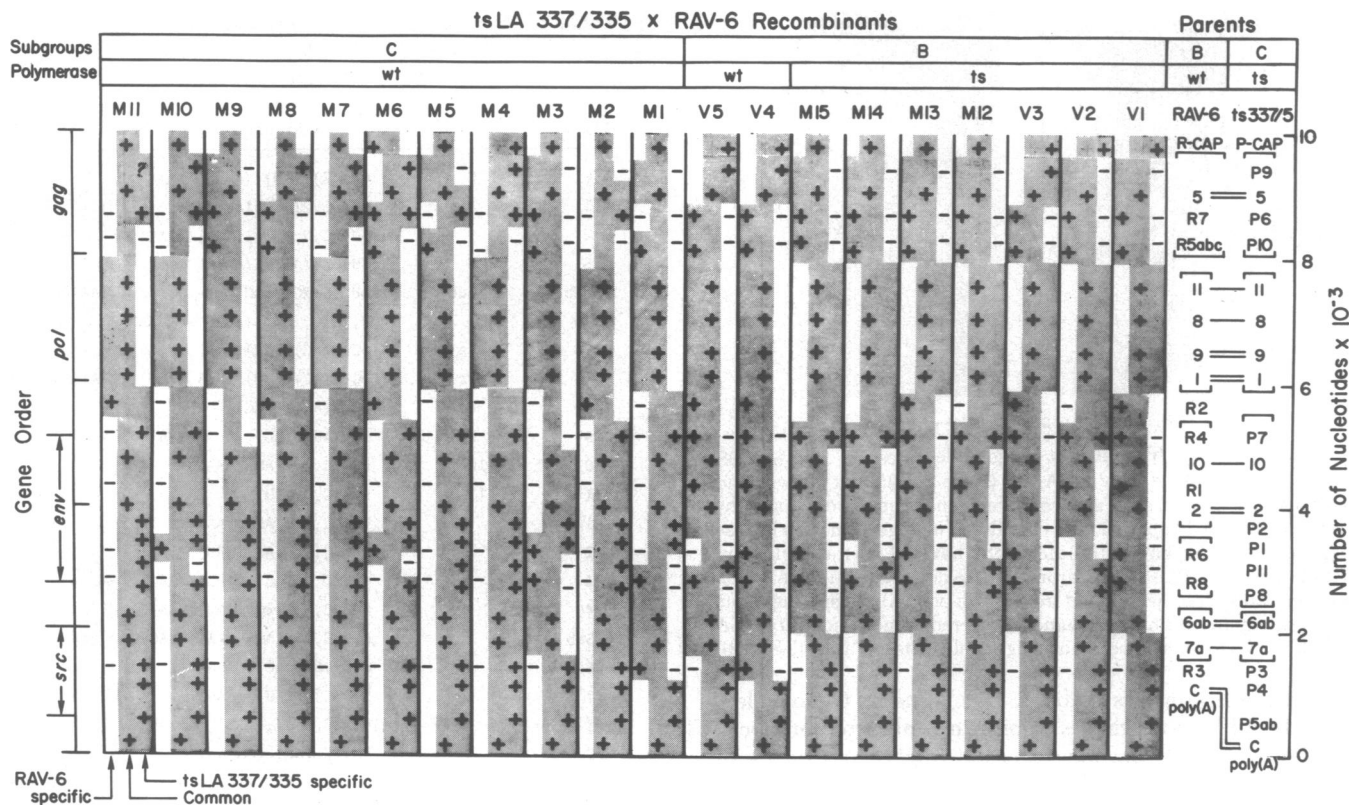 tsLA 337/335 x RAV-6 Recombinants Parents
Subgroups C B B C
Polymerase wt wt ts wt ts
M11 M10 M9 M8 M7 M6 M5 M4 M3 M2 M1 V5 V4 M15 M14 M13 M12 V3 V2 V1 RAV-6 ts337/5
R-CAP P-CAP 10
P9
gag
5 5
R7 P6
R5abc P10
8
11 11
pol
8 8
9 9
1 1
6
R2
R4 P7
10 10
env
R1
2 2
4
P2
R6 P1
P11
R8 P8
6ab 6ab
2
src
7a 7a
R3 P3
C P4
poly(A)
P5ab
C
poly(A)
0
Gene Order
Number of Nucleotides x 10⁻³
RAV-6 specific
tsLA 337/335 specific
Common